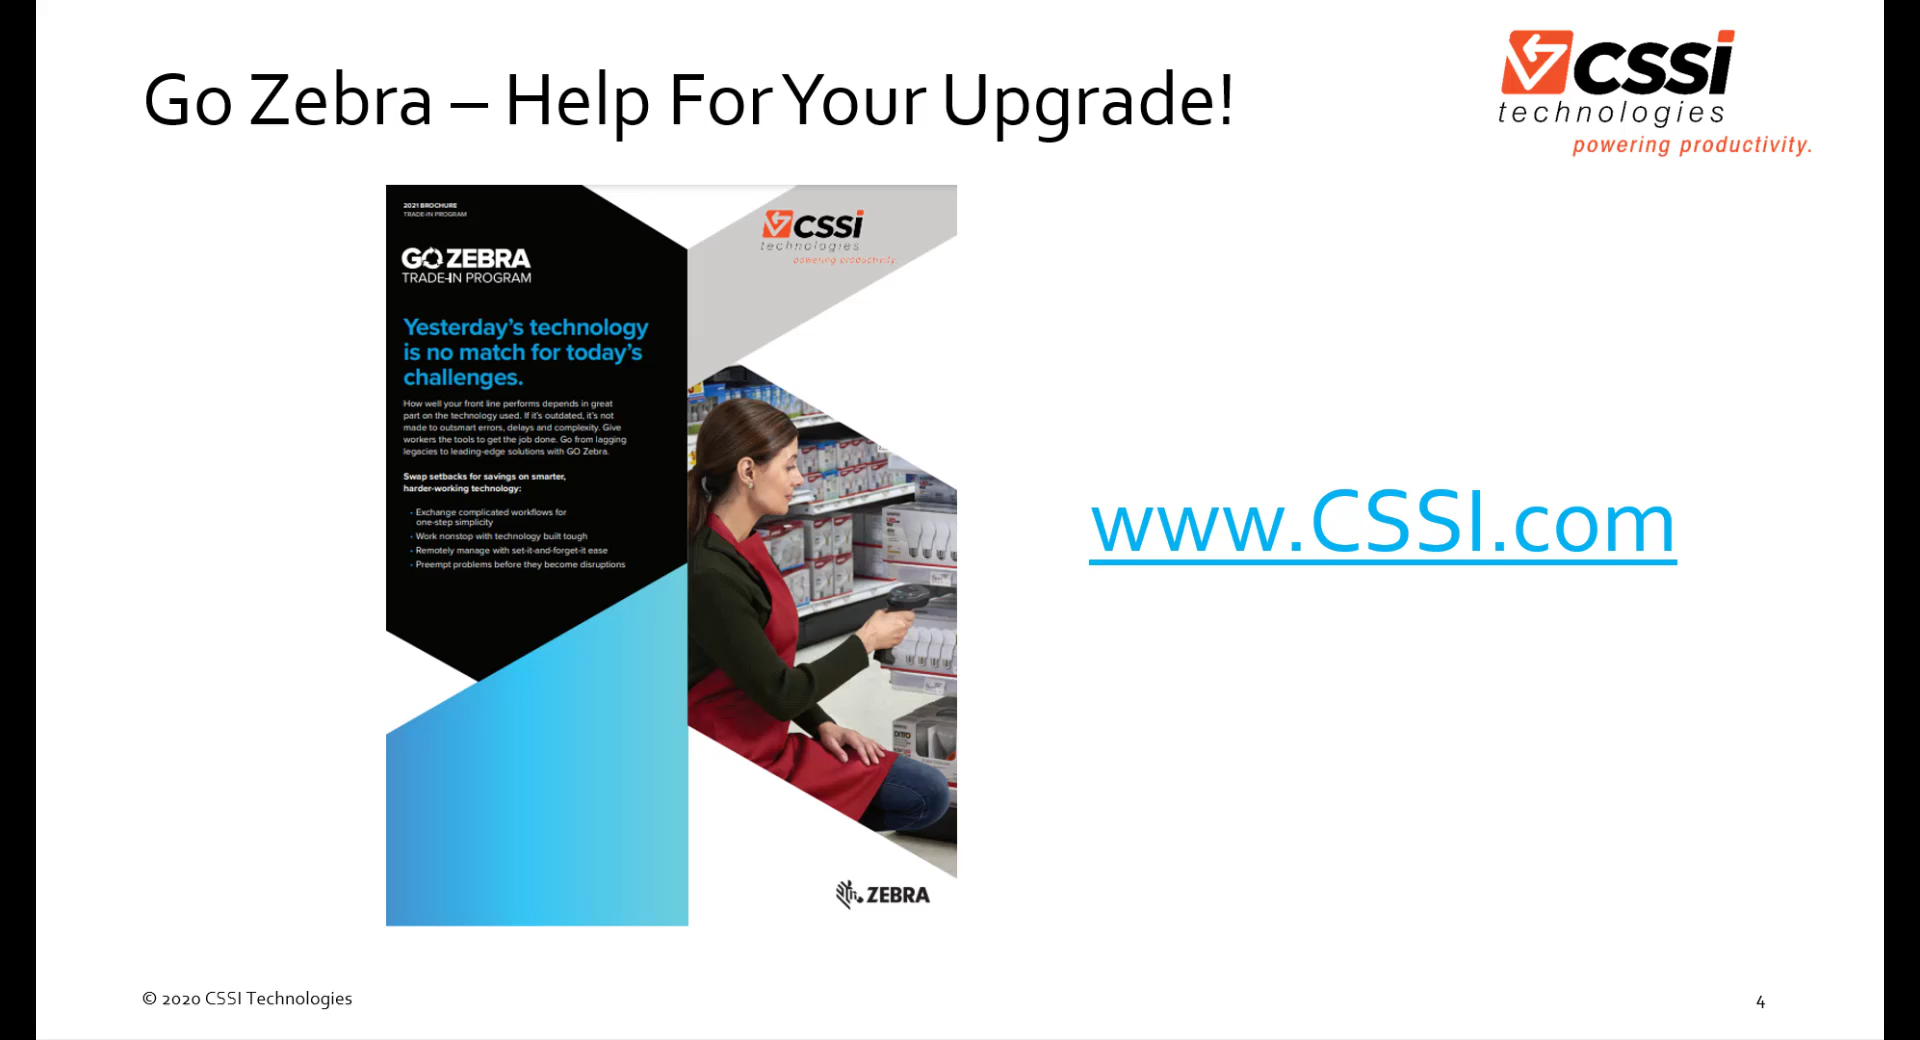 Go Zebra – Help For Your Upgrade!
CSSi
technologies
powering productivity.
2021 BROCHURE
TRADE-IN PROGRAM
GO ZEBRA
TRADE-IN PROGRAM
Yesterday’s technology
is no match for today’s
challenges.
How well your front line performs depends in great
part on the technology used. If it’s outdated, it’s not
made to outsmart errors, delays and complexity. Give
workers the tools to get the job done. Go from lagging
legacies to leading-edge solutions with GO Zebra.
Swap setbacks for savings on smarter,
harder-working technology:
• Exchange complicated workflows for
one-step simplicity
• Work nonstop with technology built tough
• Remotely manage with set-it-and-forget-it ease
• Preempt problems before they become disruptions
CSSi
technologies
powering productivity.
DITTO
ZEBRA
www.CSSI.com
© 2020 CSSI Technologies
4